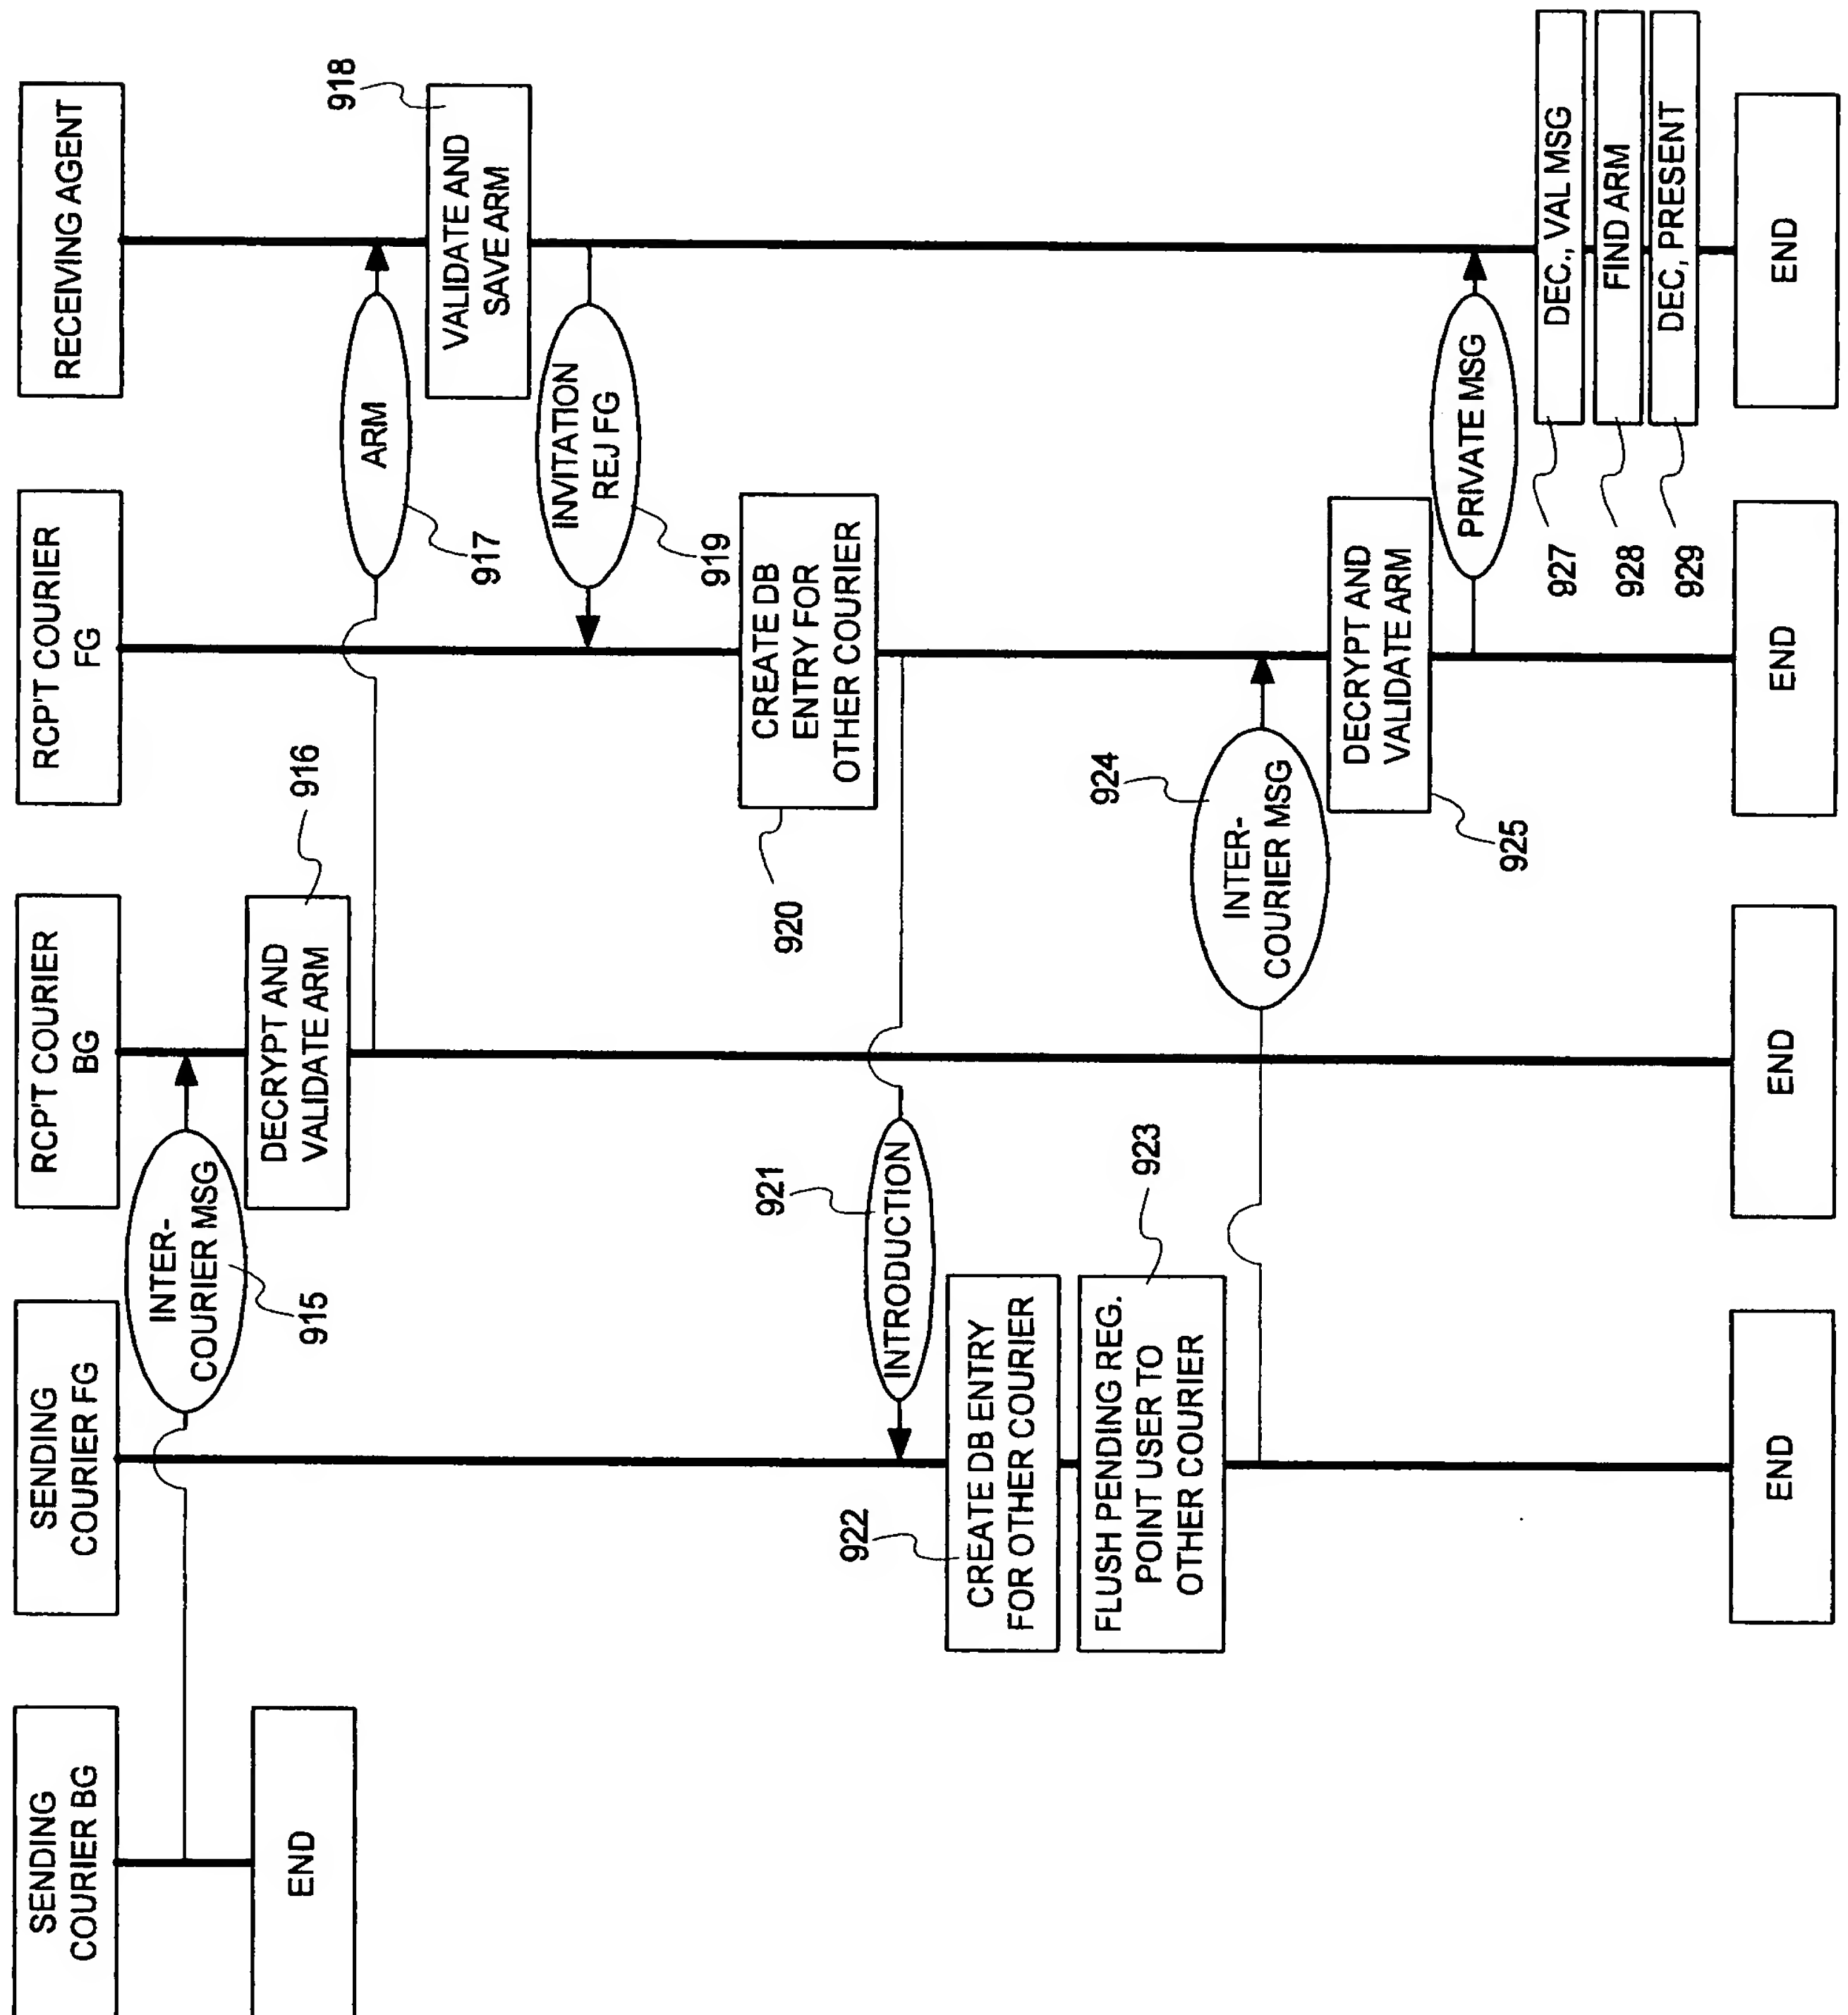 SENDING
COURIER BG
SENDING
COURIER FG
RCP'T COURIER
BG
RCP'T COURIER
FG
RECEIVING AGENT
INTER-
COURIER MSG
915
END
DECRYPT AND
VALIDATE ARM
916
ARM
917
VALIDATE AND
SAVE ARM
918
INVITATION
REJ FG
919
CREATE DB
ENTRY FOR
OTHER COURIER
920
INTRODUCTION
921
CREATE DB ENTRY
FOR OTHER COURIER
922
FLUSH PENDING REG.
POINT USER TO
OTHER COURIER
923
INTER-
COURIER MSG
924
DECRYPT AND
VALIDATE ARM
925
PRIVATE MSG
DEC., VAL MSG
927
FIND ARM
928
DEC, PRESENT
929
END
END
END
END